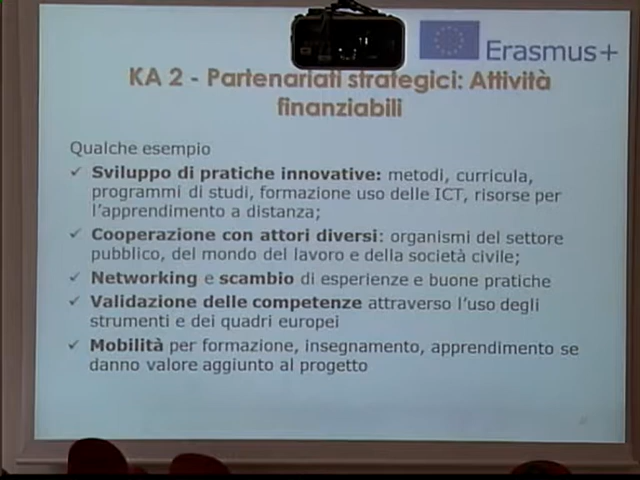 Erasmus+
KA 2 - Partenariati strategici: Attività
finanziabili
Qualche esempio
✓ Sviluppo di pratiche innovative: metodi, curricula,
programmi di studi, formazione uso delle ICT, risorse per
l'apprendimento a distanza;
✓ Cooperazione con attori diversi: organismi del settore
pubblico, del mondo del lavoro e della società civile;
✓ Networking e scambio di esperienze e buone pratiche
✓ Validazione delle competenze attraverso l'uso degli
strumenti e dei quadri europei
✓ Mobilità per formazione, insegnamento, apprendimento se
danno valore aggiunto al progetto